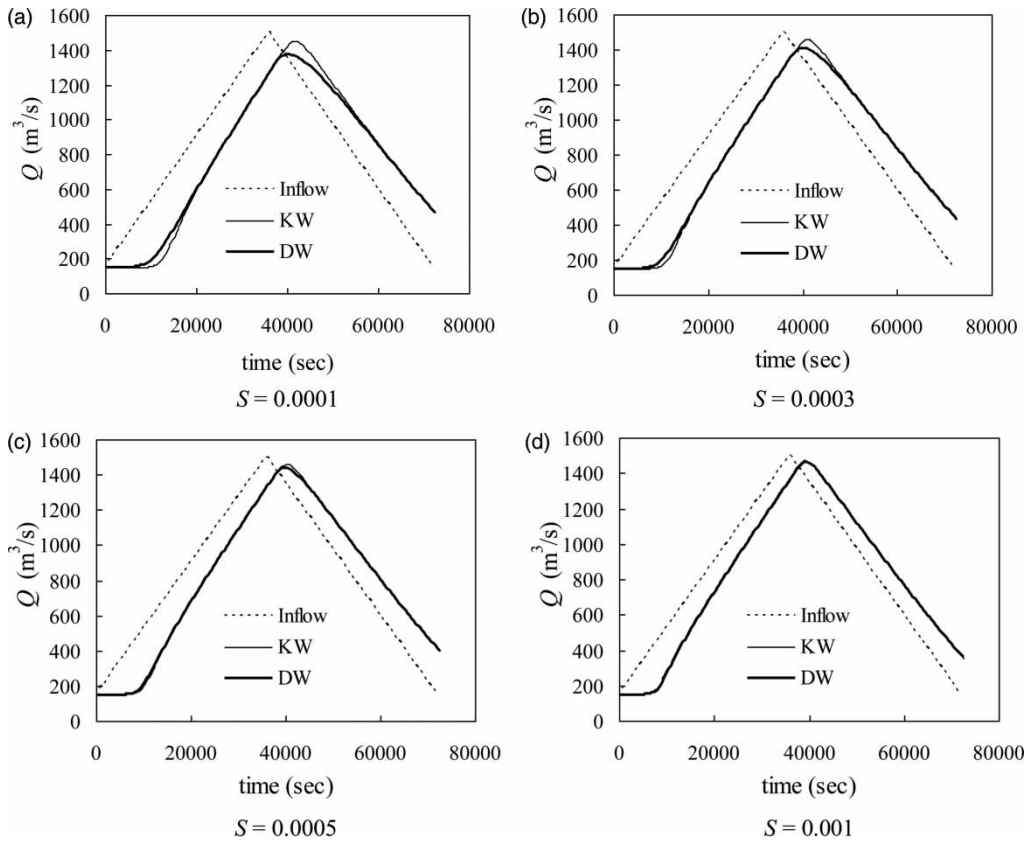 (a)
1600
1400
1200
1000
800
600
400
200
0
Q (m³/s)
Inflow
KW
DW
0 20000 40000 60000 80000
time (sec)
S = 0.0001
(b)
1600
1400
1200
1000
800
600
400
200
0
Q (m³/s)
Inflow
KW
DW
0 20000 40000 60000 80000
time (sec)
S = 0.0003
(c)
1600
1400
1200
1000
800
600
400
200
0
Q (m³/s)
Inflow
KW
DW
0 20000 40000 60000 80000
time (sec)
S = 0.0005
(d)
1600
1400
1200
1000
800
600
400
200
0
Q (m³/s)
Inflow
KW
DW
0 20000 40000 60000 80000
time (sec)
S = 0.001